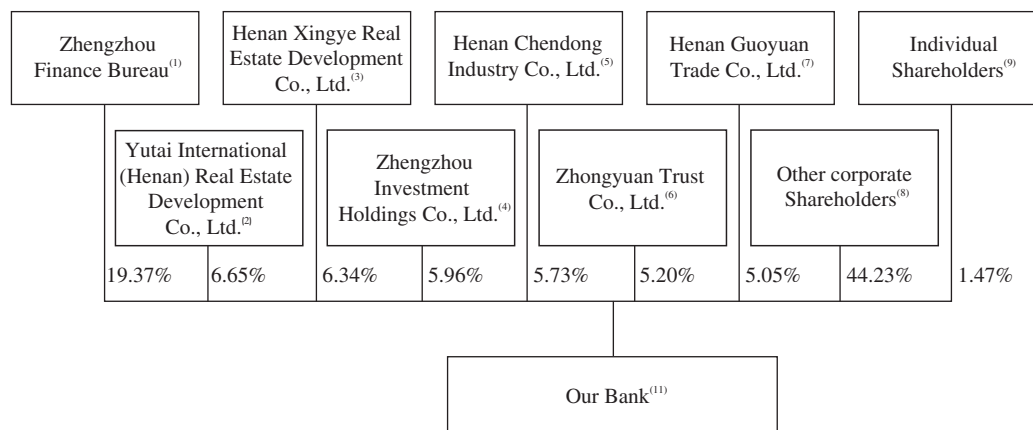 Zhengzhou
Finance Bureau(1)
Henan Xingye Real
Estate Development
Co., Ltd.(3)
Henan Chendong
Industry Co., Ltd.(5)
Henan Guoyuan
Trade Co., Ltd.(7)
Individual
Shareholders(9)
Yutai International
(Henan) Real Estate
Development
Co., Ltd.(2)
Zhengzhou
Investment
Holdings Co., Ltd.(4)
Zhongyuan Trust
Co., Ltd.(6)
Other corporate
Shareholders(8)
19.37% 6.65% 6.34% 5.96% 5.73% 5.20% 5.05% 44.23% 1.47%
Our Bank(11)